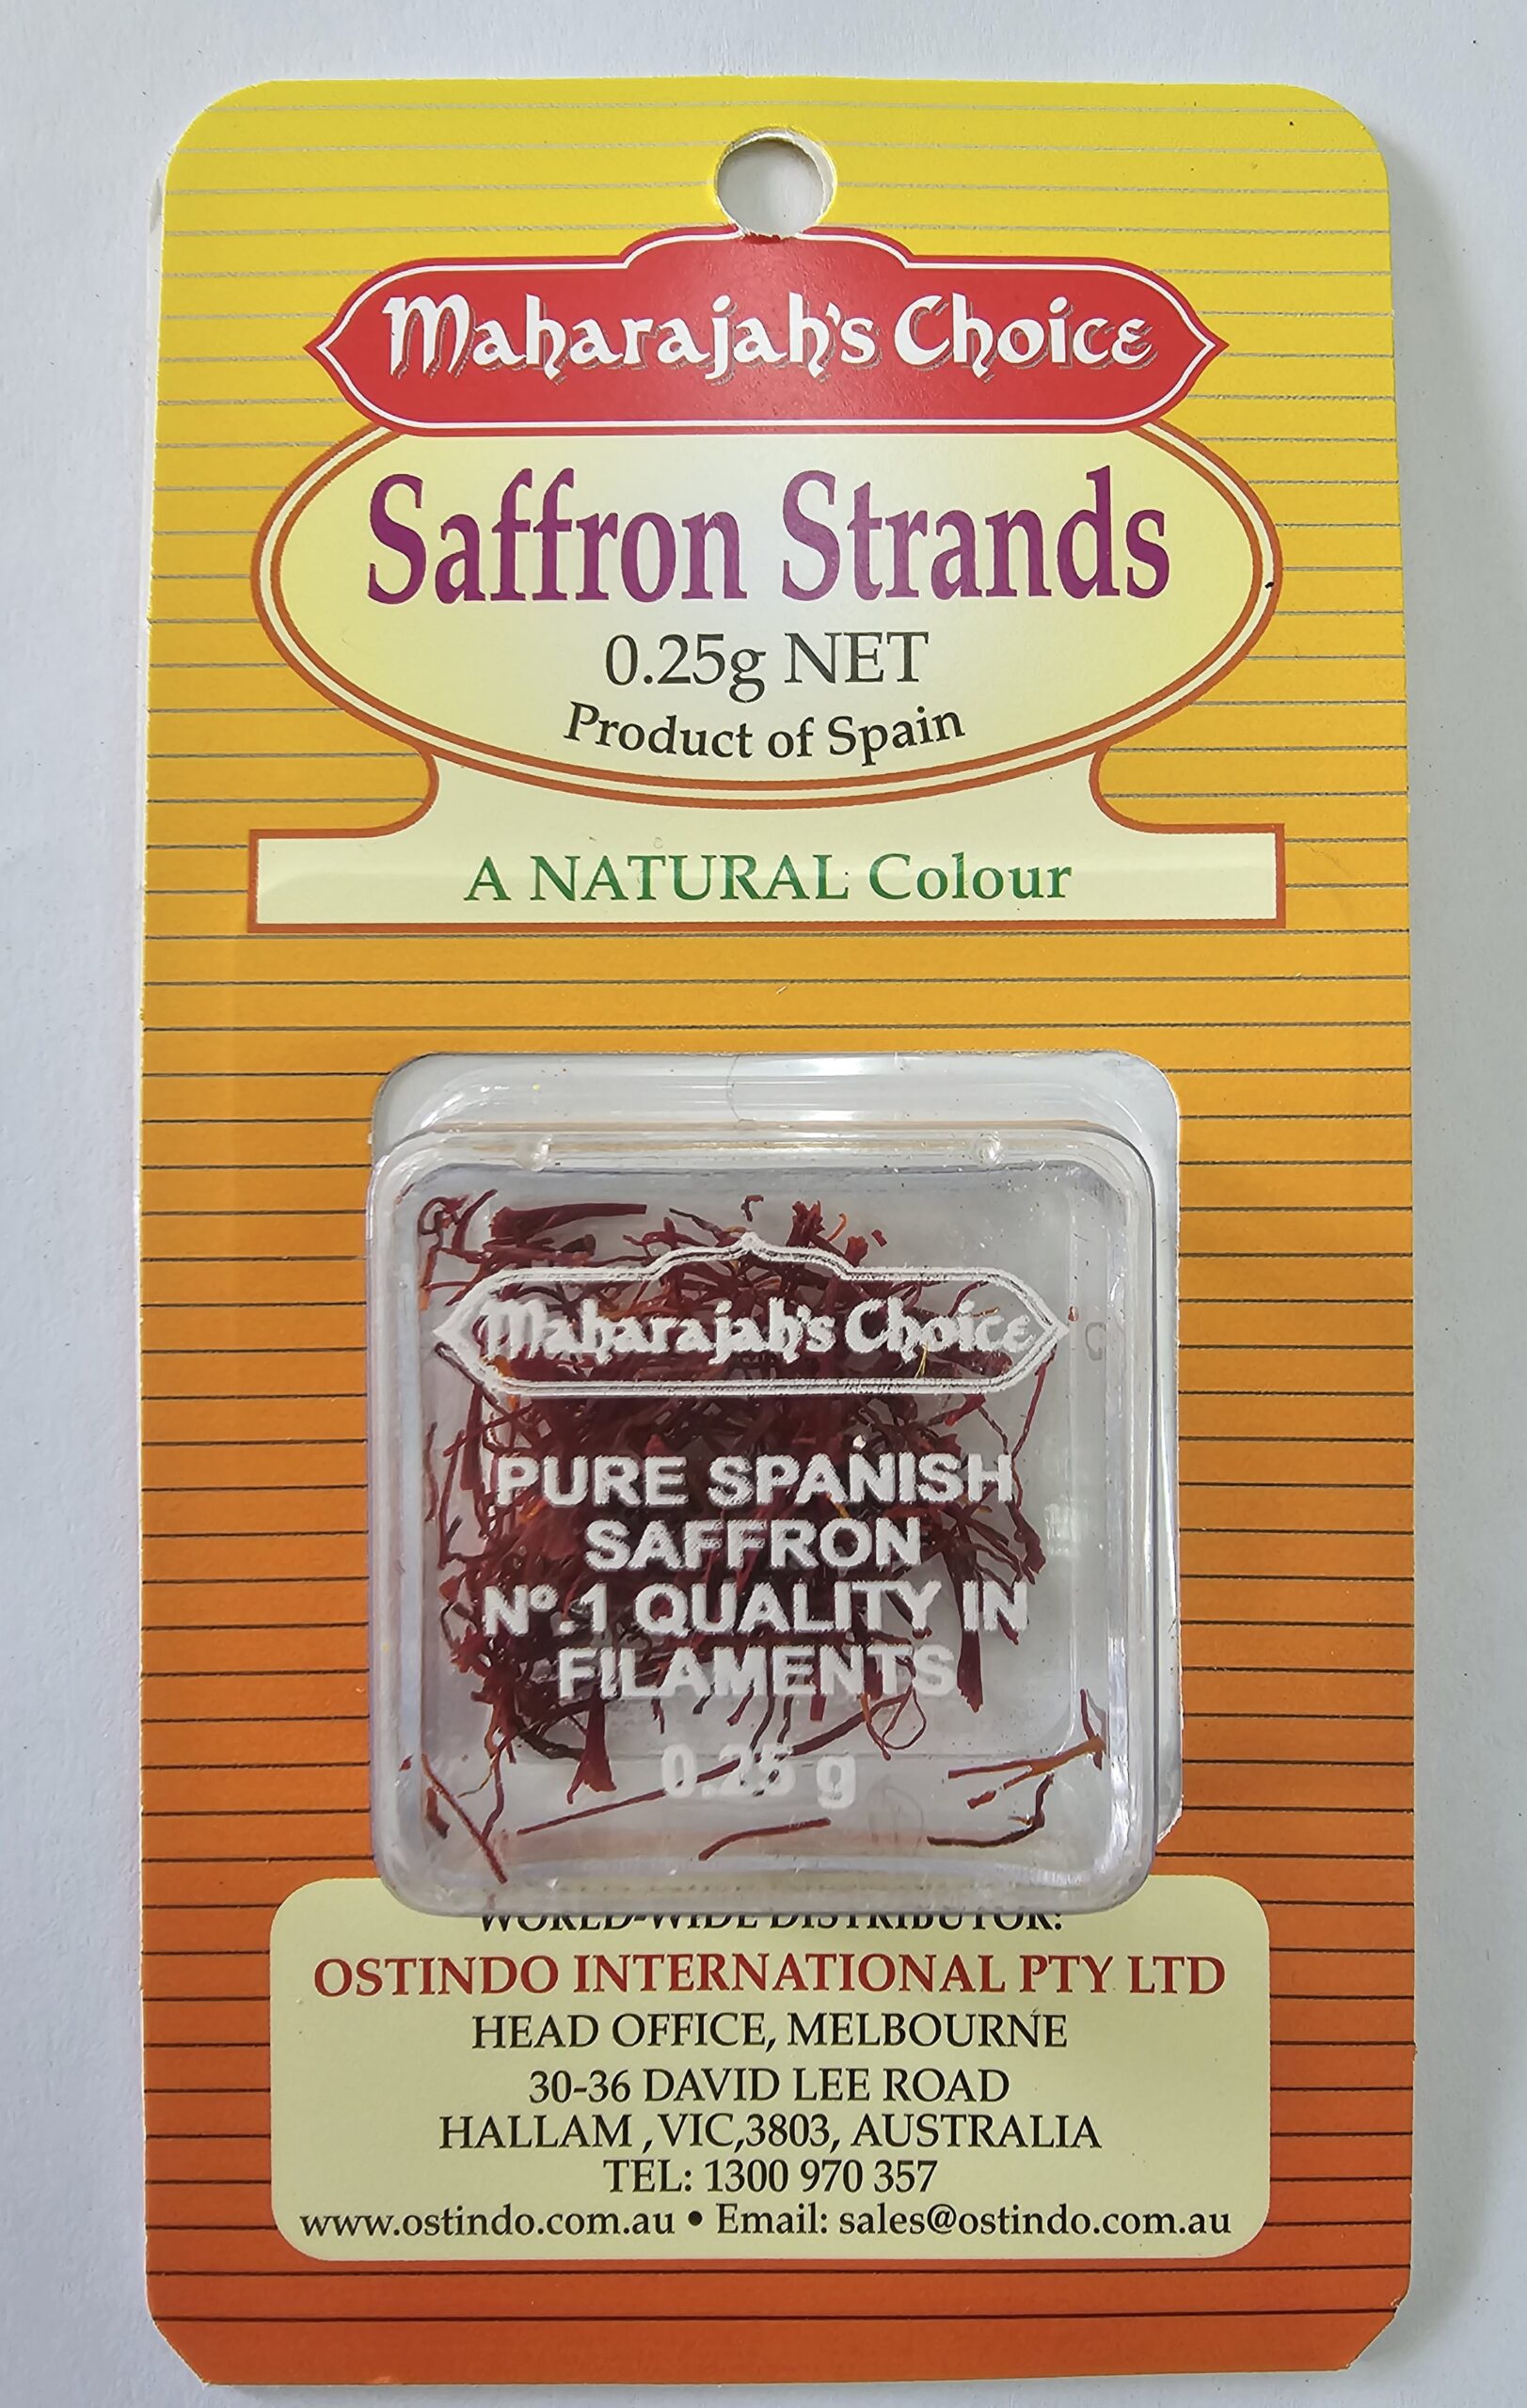 Maharajah's Choice
Saffron Strands
0.25g NET
Product of Spain
A NATURAL Colour
Maharajah's Choice
PURE SPANISH
SAFFRON
Nº.1 QUALITY IN
FILAMENTS
0.25 g
WORLD-WIDE DISTRIBUTOR:
OSTINDO INTERNATIONAL PTY LTD
HEAD OFFICE, MELBOURNE
30-36 DAVID LEE ROAD
HALLAM ,VIC,3803, AUSTRALIA
TEL: 1300 970 357
www.ostindo.com.au • Email: sales@ostindo.com.au